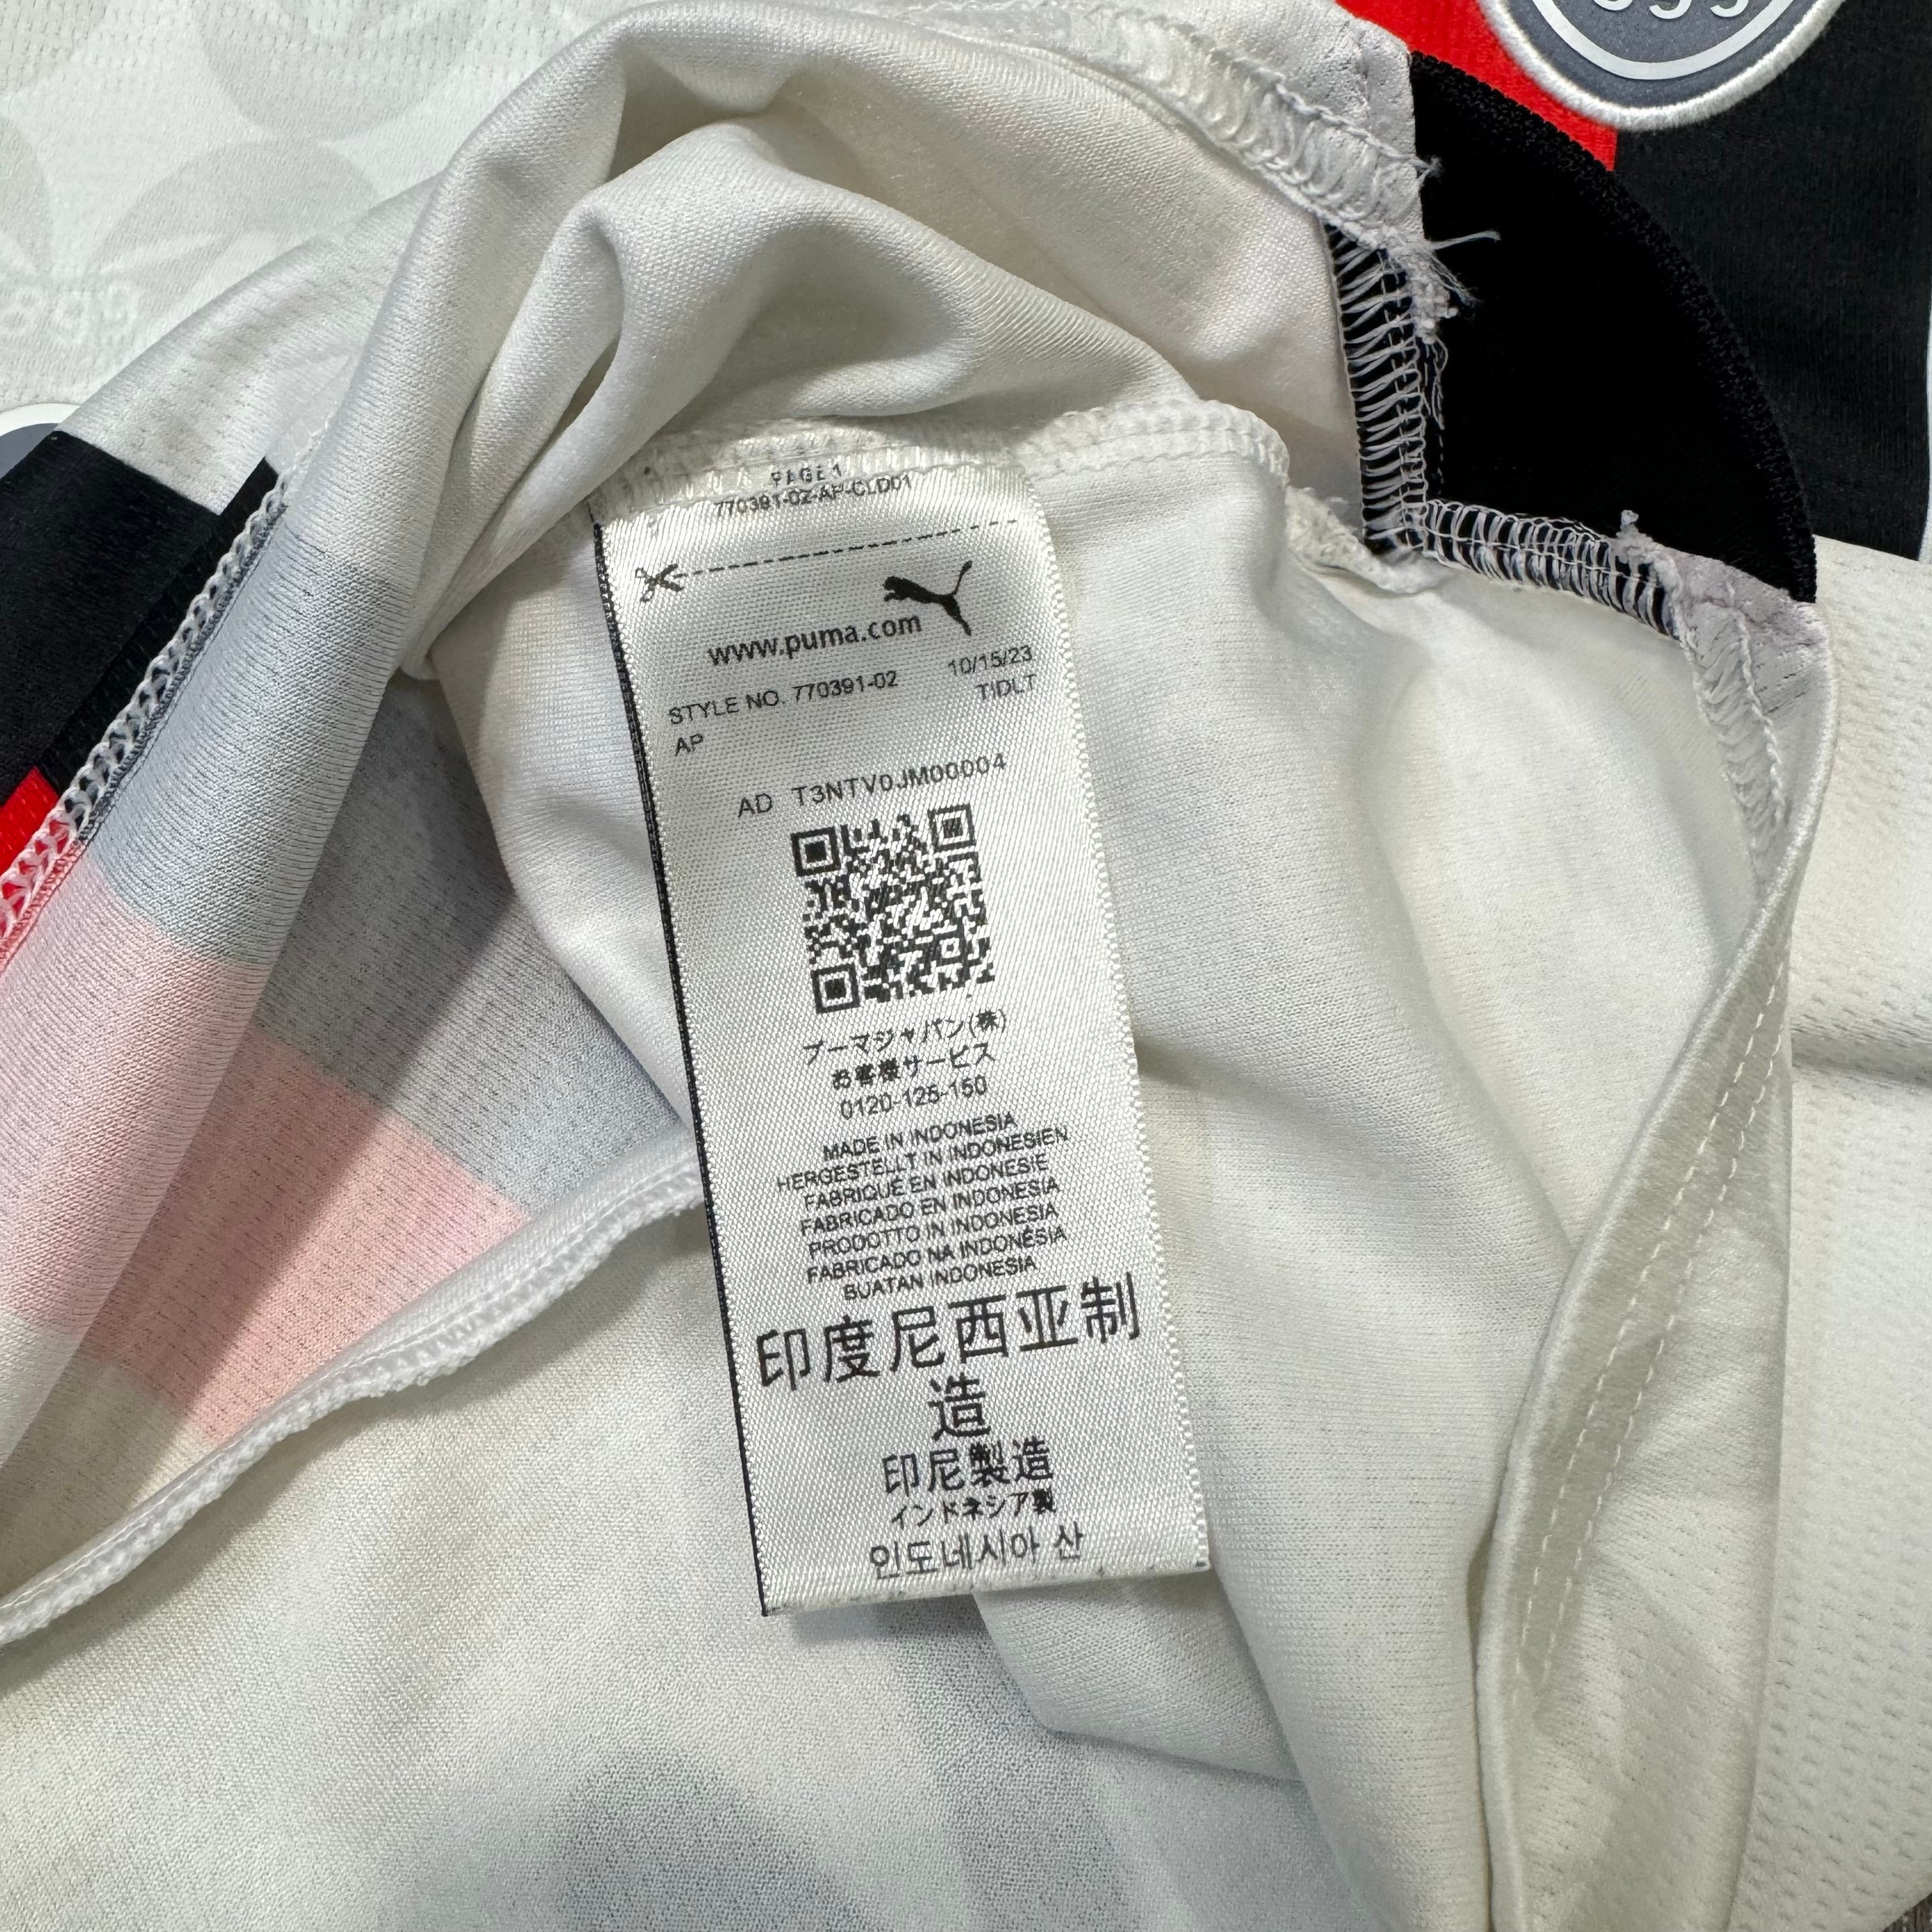 PAGE 1
770391-02-AP-CLD01
www.puma.com
10/15/23
STYLE NO. 770391-02
TIDLT
AP
AD T3NTV0JM00004
プーマジャパン(株)
お客様サービス
0120-125-150
MADE IN INDONESIA
HERGESTELLT IN INDONESIEN
FABRIQUÉ EN INDONESIE
FABRICADO EN INDONESIA
PRODOTTO IN INDONESIA
FABRICADO NA INDONÉSIA
BUATAN INDONESIA
印度尼西亚制
造
印尼製造
インドネシア製
인도네시아 산